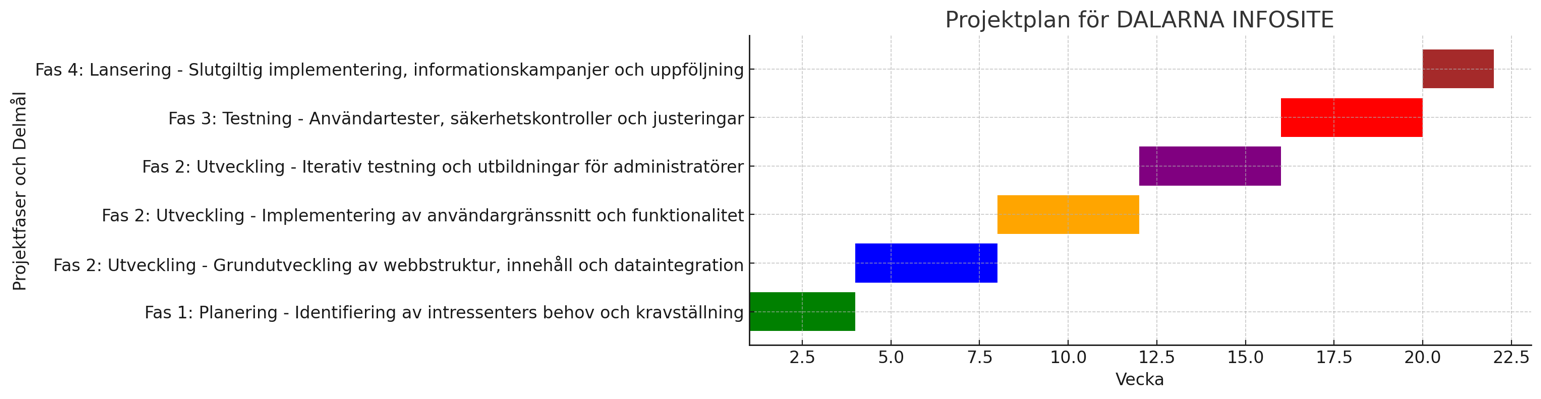 Projektplan för DALARNA INFOSITE
Projektfaser och Delmål
Fas 4: Lansering - Slutgiltig implementering, informationskampanjer och uppföljning
Fas 3: Testning - Användartester, säkerhetskontroller och justeringar
Fas 2: Utveckling - Iterativ testning och utbildningar för administratörer
Fas 2: Utveckling - Implementering av användargränssnitt och funktionalitet
Fas 2: Utveckling - Grundutveckling av webbstruktur, innehåll och dataintegration
Fas 1: Planering - Identifiering av intressenters behov och kravställning
2.5 5.0 7.5 10.0 12.5 15.0 17.5 20.0 22.5
Vecka